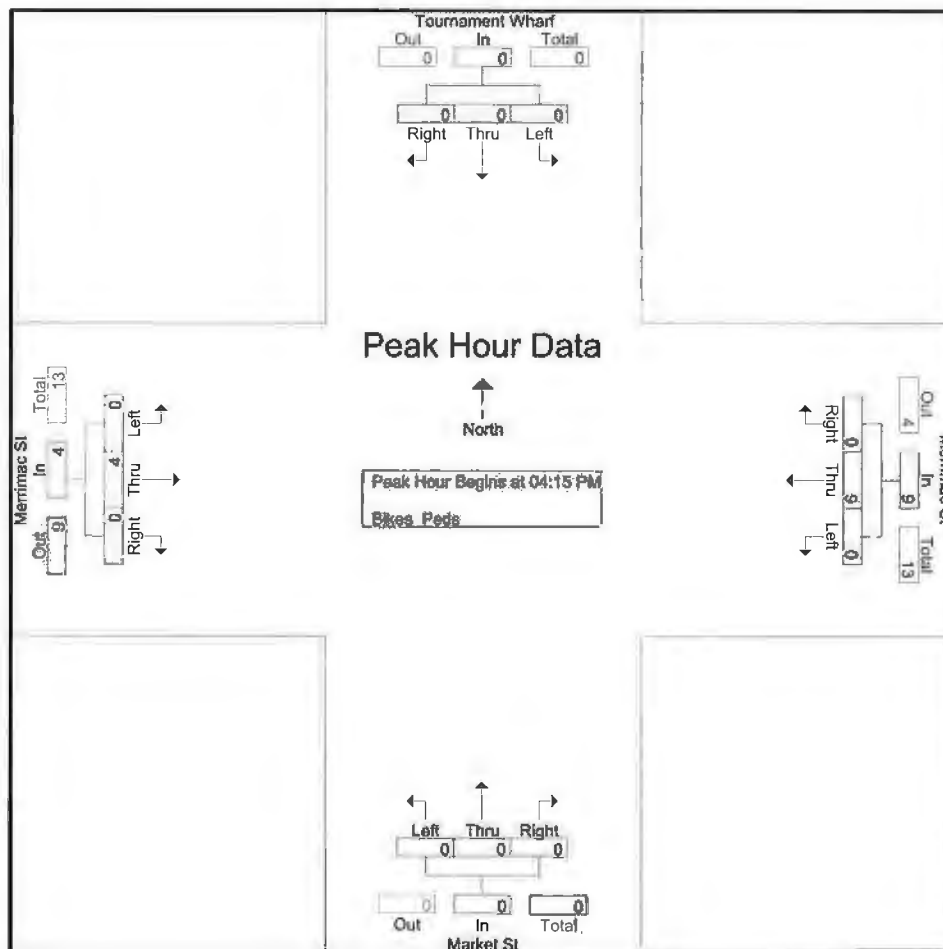 Tournament Wharf
Out In Total
0 0 0
0 0 0
Right Thru Left
Peak Hour Data
North
Peak Hour Begins at 04:15 PM
Bikes Peds
Merrimac St
Total In Out
13 4 9
0 4 0
Left Thru Right
Right Thru Left
0 9 0
Out In Total
4 9 13
Left Thru Right
0 0 0
0 0 0
Out In Total
Market St